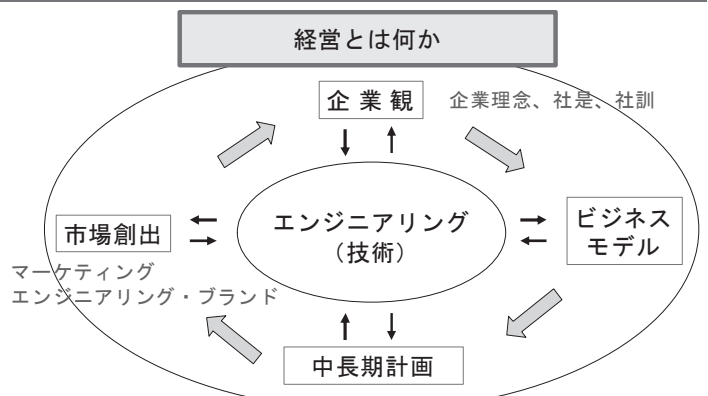 経営とは何か
企業観
企業理念、社是、社訓
エンジニアリング
（技術）
市場創出
マーケティング
エンジニアリング・ブランド
ビジネス
モデル
中長期計画